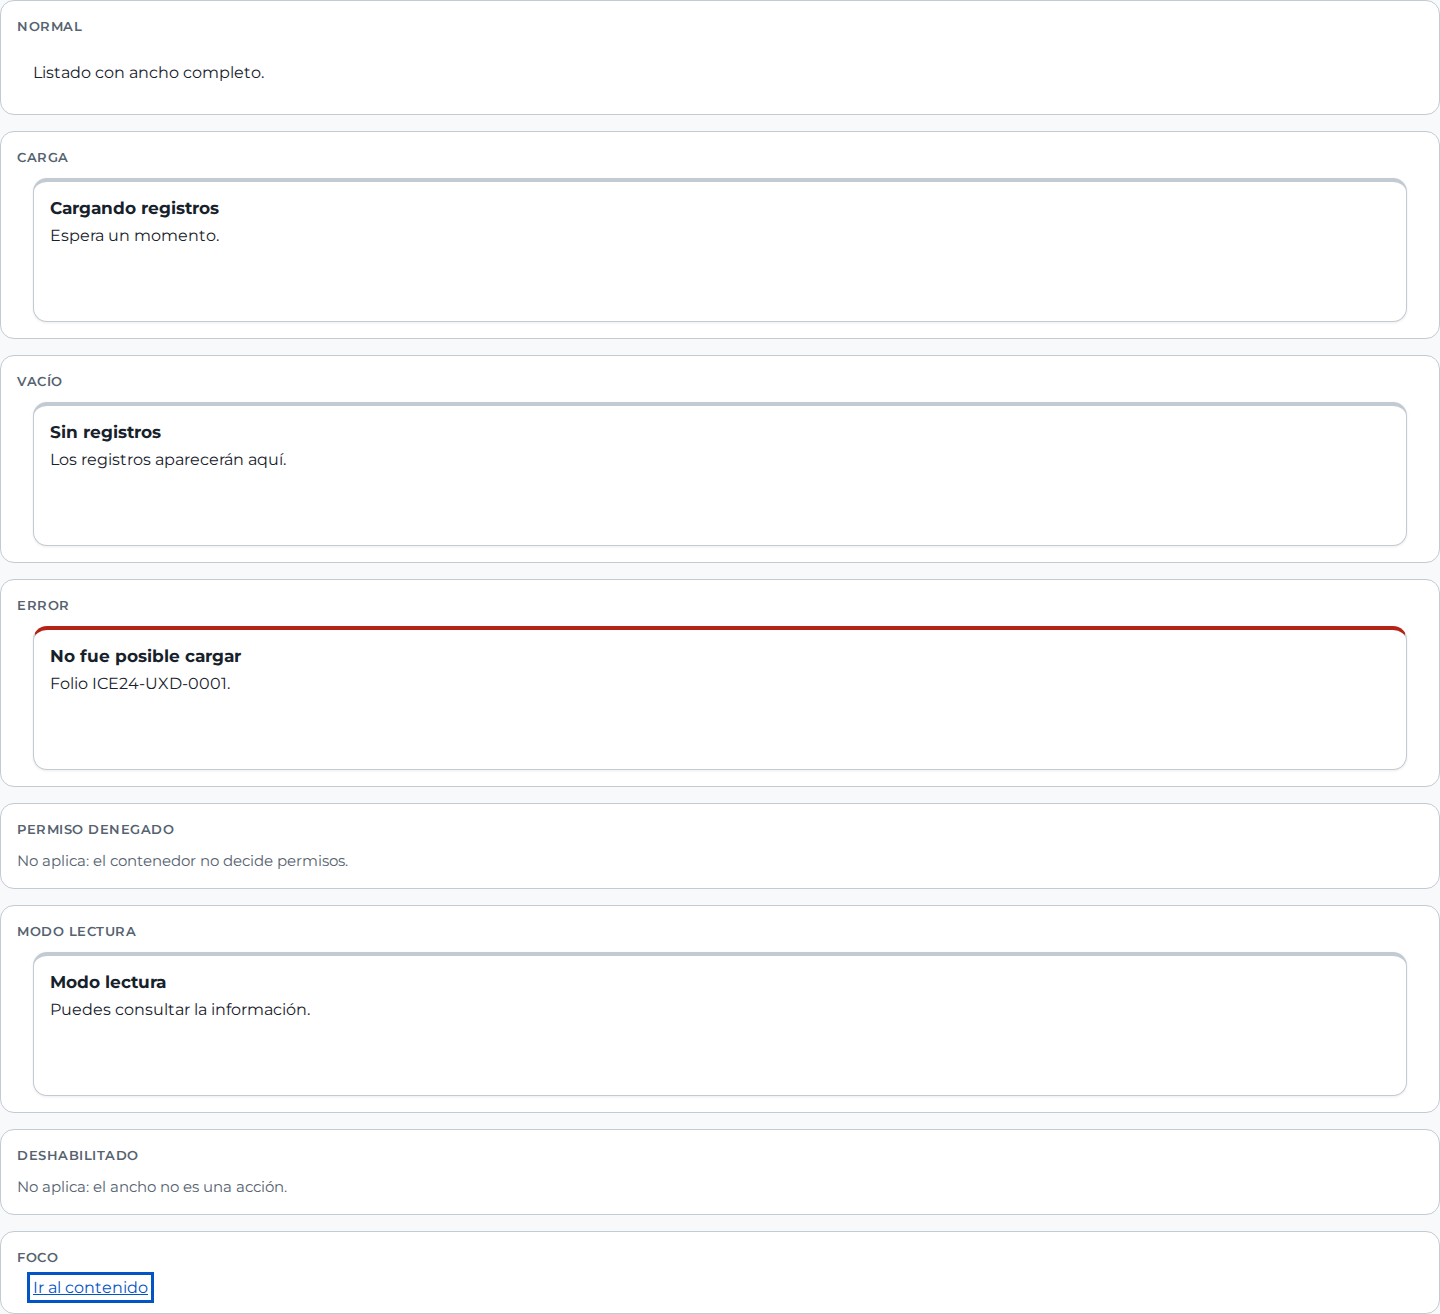 NORMAL
Listado con ancho completo.
CARGA
Cargando registros
Espera un momento.
VACÍO
Sin registros
Los registros aparecerán aquí.
ERROR
No fue posible cargar
Folio ICE24-UXD-0001.
PERMISO DENEGADO
No aplica: el contenedor no decide permisos.
MODO LECTURA
Modo lectura
Puedes consultar la información.
DESHABILITADO
No aplica: el ancho no es una acción.
FOCO
Ir al contenido